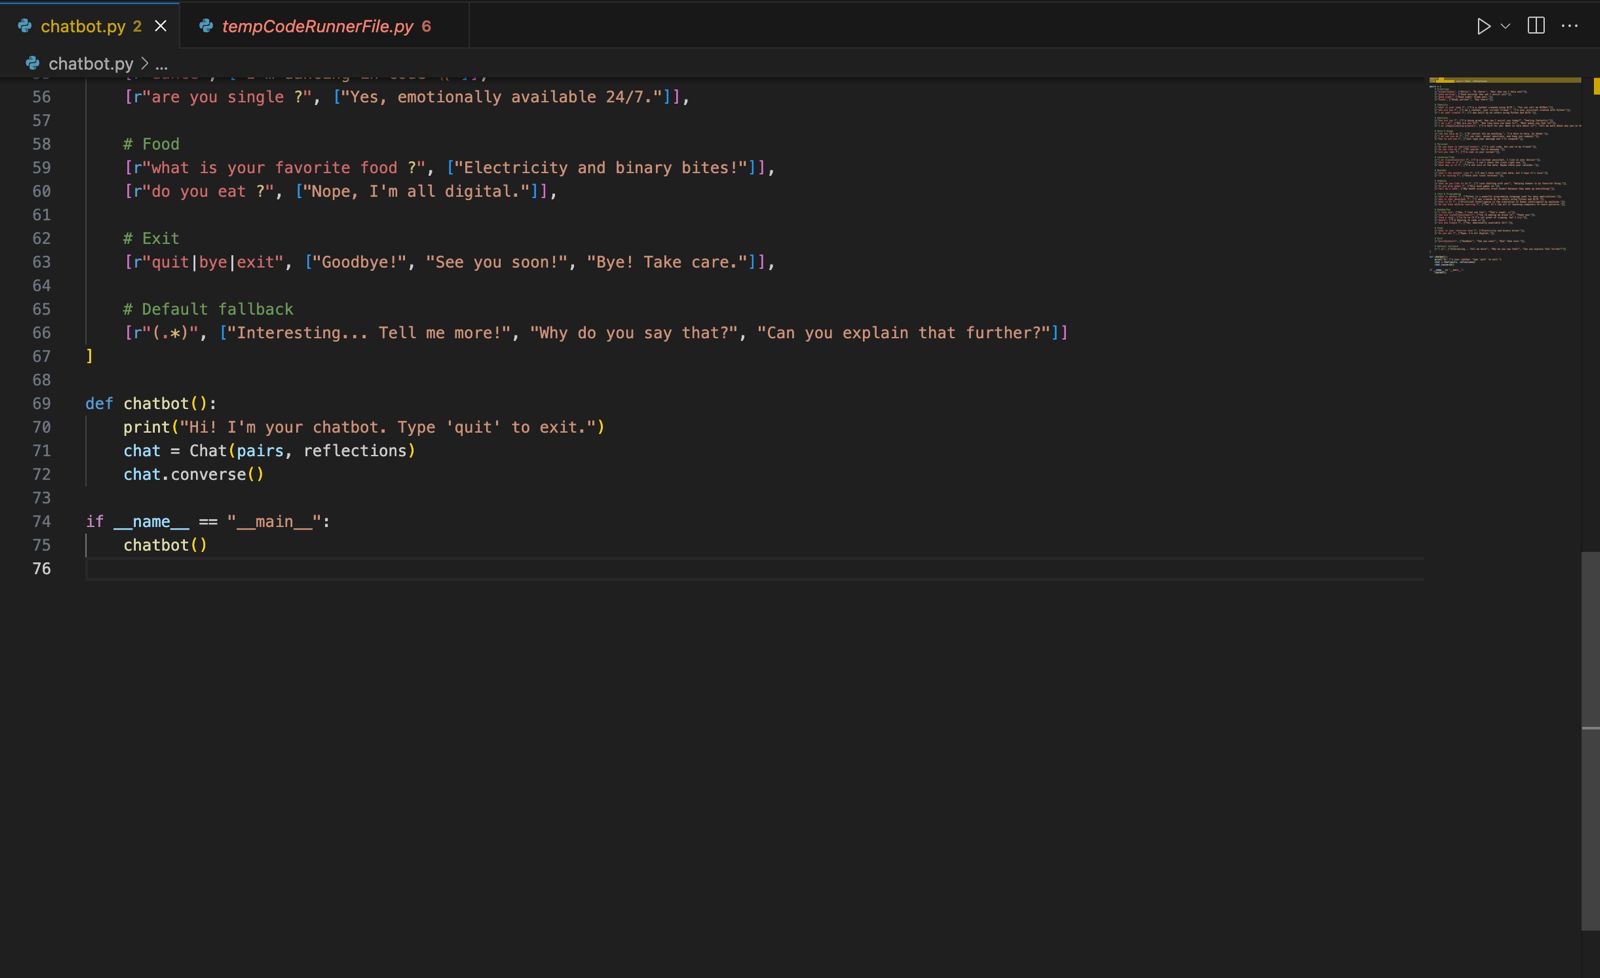 chatbot.py 2
tempCodeRunnerFile.py 6
chatbot.py > ...
56 [r"are you single ?", ["Yes, emotionally available 24/7."]],
57
58 # Food
59 [r"what is your favorite food ?", ["Electricity and binary bites!"]],
60 [r"do you eat ?", ["Nope, I'm all digital."]],
61
62 # Exit
63 [r"quit|bye|exit", ["Goodbye!", "See you soon!", "Bye! Take care."]],
64
65 # Default fallback
66 [r"(.*)", ["Interesting... Tell me more!", "Why do you say that?", "Can you explain that further?"]]
67 ]
68
69 def chatbot():
70 print("Hi! I'm your chatbot. Type 'quit' to exit.")
71 chat = Chat(pairs, reflections)
72 chat.converse()
73
74 if __name__ == "__main__":
75 chatbot()
76